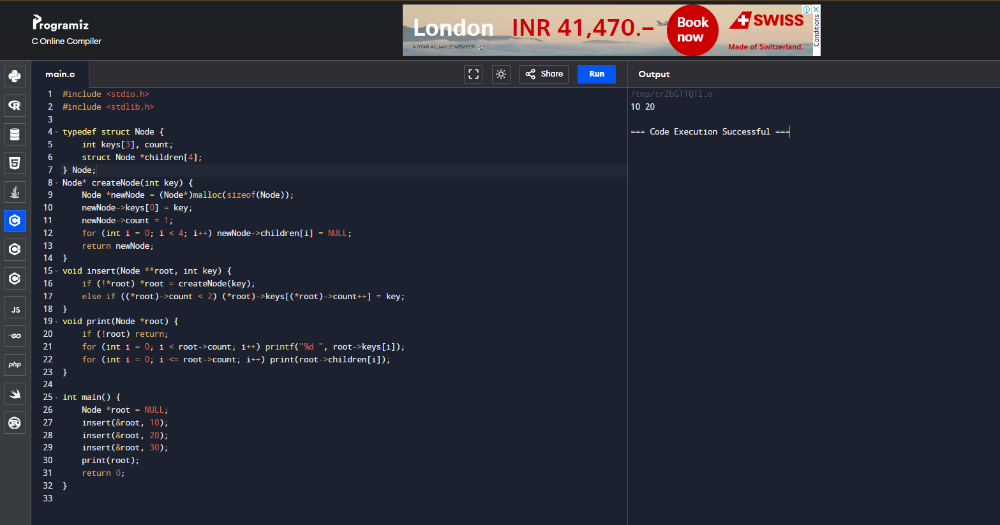 Programiz
C Online Compiler
London INR 41,470.– Book now SWISS
A STAR ALLIANCE MEMBER
Made of Switzerland.
Conditions
main.c Share Run Output
1 #include <stdio.h>
2 #include <stdlib.h>
3
4 typedef struct Node {
5     int keys[3], count;
6     struct Node *children[4];
7 } Node;
8 Node* createNode(int key) {
9     Node *newNode = (Node*)malloc(sizeof(Node));
10     newNode->keys[0] = key;
11     newNode->count = 1;
12     for (int i = 0; i < 4; i++) newNode->children[i] = NULL;
13     return newNode;
14 }
15 void insert(Node **root, int key) {
16     if (!*root) *root = createNode(key);
17     else if ((*root)->count < 2) (*root)->keys[(*root)->count++] = key;
18 }
19 void print(Node *root) {
20     if (!root) return;
21     for (int i = 0; i < root->count; i++) printf("%d ", root->keys[i]);
22     for (int i = 0; i <= root->count; i++) print(root->children[i]);
23 }
24
25 int main() {
26     Node *root = NULL;
27     insert(&root, 10);
28     insert(&root, 20);
29     insert(&root, 30);
30     print(root);
31     return 0;
32 }
33
/tmp/trZbGT1QTl.o
10 20
=== Code Execution Successful ===
R
5
C
C
C
JS
GO
php
R